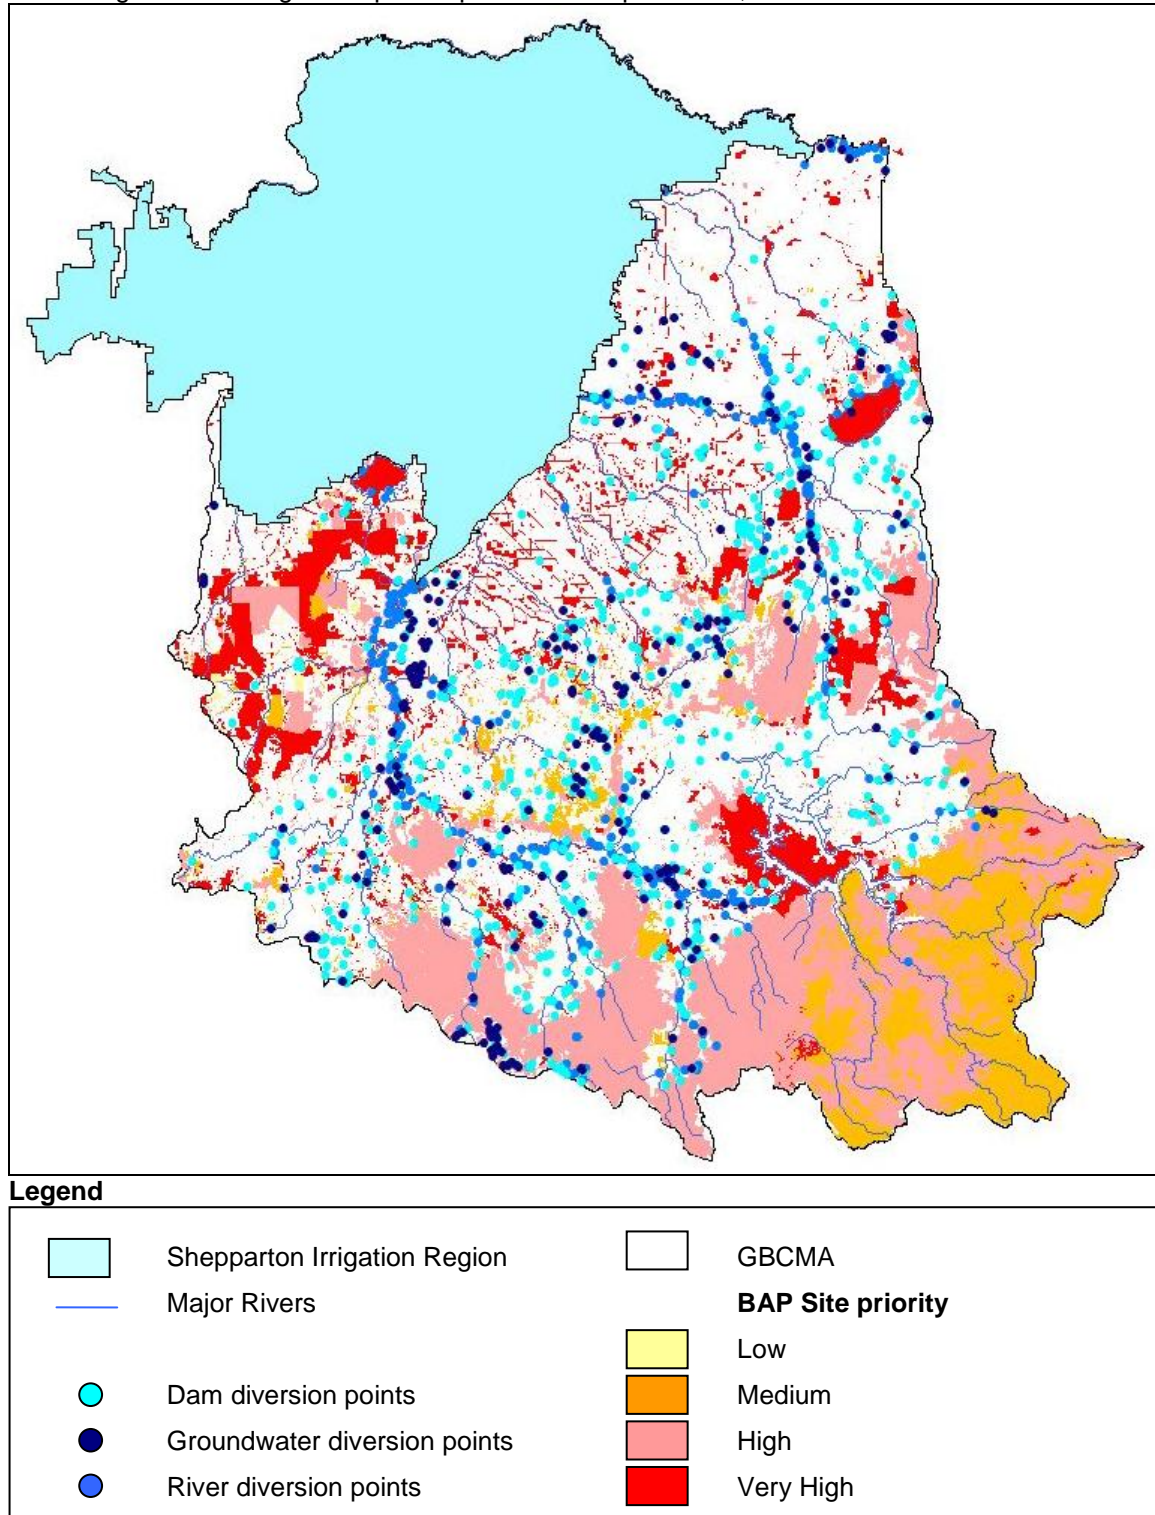 Legend
Shepparton Irrigation Region
GBCMA
Major Rivers
BAP Site priority
Low
Dam diversion points
Medium
Groundwater diversion points
High
River diversion points
Very High